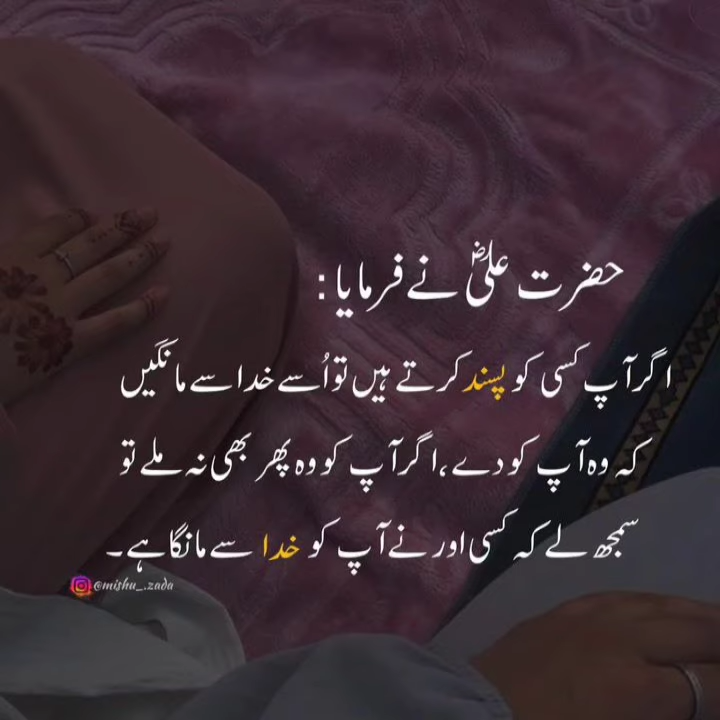 حضرت علیؓ نے فرمایا :
اگر آپ کسی کو پسند کرتے ہیں تو اُسے خدا سے مانگیں
کہ وہ آپ کو دے ، اگر آپ کو وہ پھر بھی نہ ملے تو
سمجھ لے کہ کسی اور نے آپ کو خدا سے مانگا ہے۔
@mishu_.zada